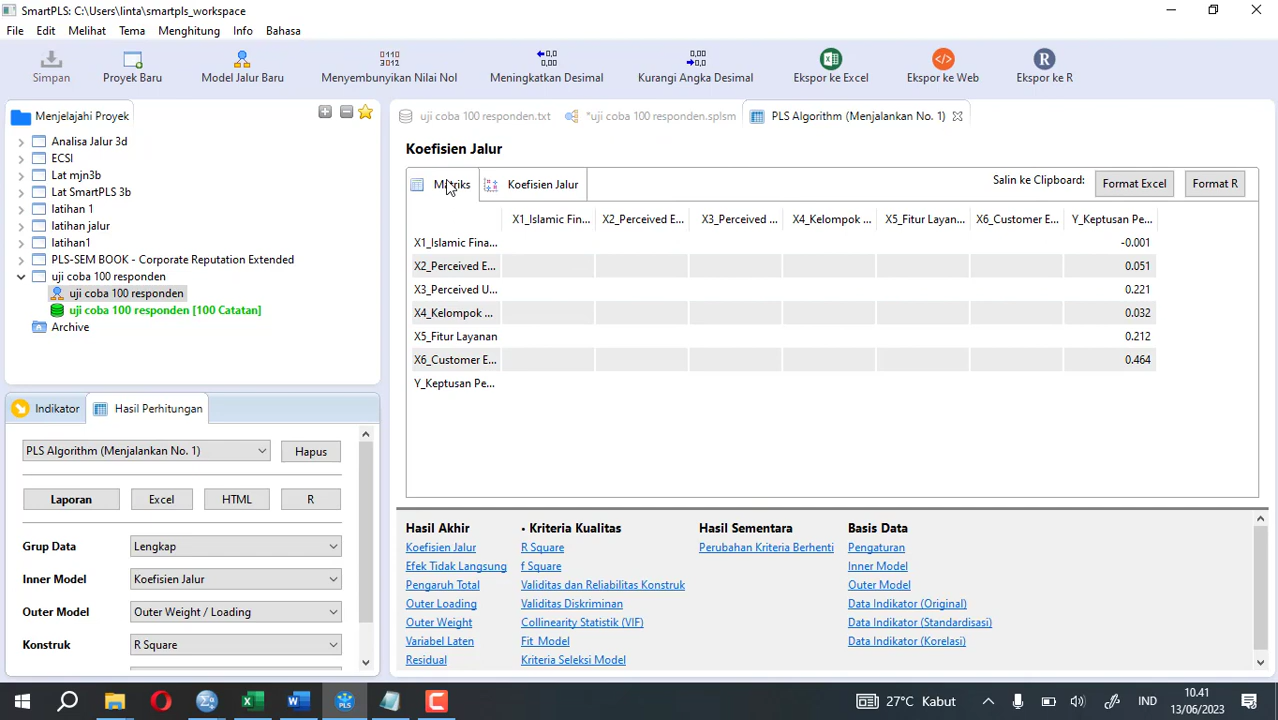 SmartPLS: C:\Users\linta\smartpls_workspace
File Edit Melihat Tema Menghitung Info Bahasa
Simpan Proyek Baru Model Jalur Baru Menyembunyikan Nilai Nol Meningkatkan Desimal Kurangi Angka Desimal Ekspor ke Excel Ekspor ke Web Ekspor ke R
Menjelajahi Proyek
Analisa Jalur 3d
ECSI
Lat mjn3b
Lat SmartPLS 3b
latihan 1
latihan jalur
latihan1
PLS-SEM BOOK - Corporate Reputation Extended
uji coba 100 responden
uji coba 100 responden
uji coba 100 responden [100 Catatan]
Archive
Indikator Hasil Perhitungan
PLS Algorithm (Menjalankan No. 1) Hapus
Laporan Excel HTML R
Grup Data Lengkap
Inner Model Koefisien Jalur
Outer Model Outer Weight / Loading
Konstruk R Square
uji coba 100 responden.txt *uji coba 100 responden.splsm PLS Algorithm (Menjalankan No. 1)
Koefisien Jalur
Matriks Koefisien Jalur Salin ke Clipboard: Format Excel Format R
X1_Islamic Fin... X2_Perceived E... X3_Perceived ... X4_Kelompok ... X5_Fitur Layan... X6_Customer E... Y_Keptusan Pe...
X1_Islamic Fina... -0.001
X2_Perceived E... 0.051
X3_Perceived U... 0.221
X4_Kelompok ... 0.032
X5_Fitur Layanan 0.212
X6_Customer E... 0.464
Y_Keptusan Pe...
Hasil Akhir • Kriteria Kualitas Hasil Sementara Basis Data
Koefisien Jalur R Square Perubahan Kriteria Berhenti Pengaturan
Efek Tidak Langsung f Square Inner Model
Pengaruh Total Validitas dan Reliabilitas Konstruk Outer Model
Outer Loading Validitas Diskriminan Data Indikator (Original)
Outer Weight Collinearity Statistik (VIF) Data Indikator (Standardisasi)
Variabel Laten Fit_Model Data Indikator (Korelasi)
Residual Kriteria Seleksi Model
27°C Kabut IND 10.41
13/06/2023